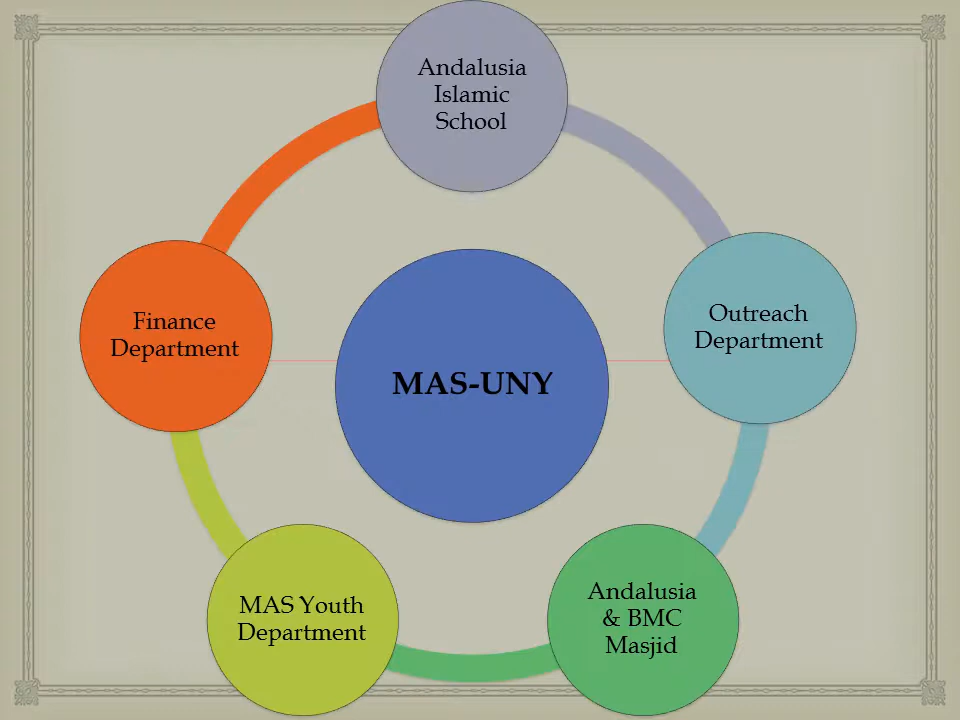 Andalusia
Islamic
School
Outreach
Department
Finance
Department
MAS-UNY
Andalusia
& BMC
Masjid
MAS Youth
Department